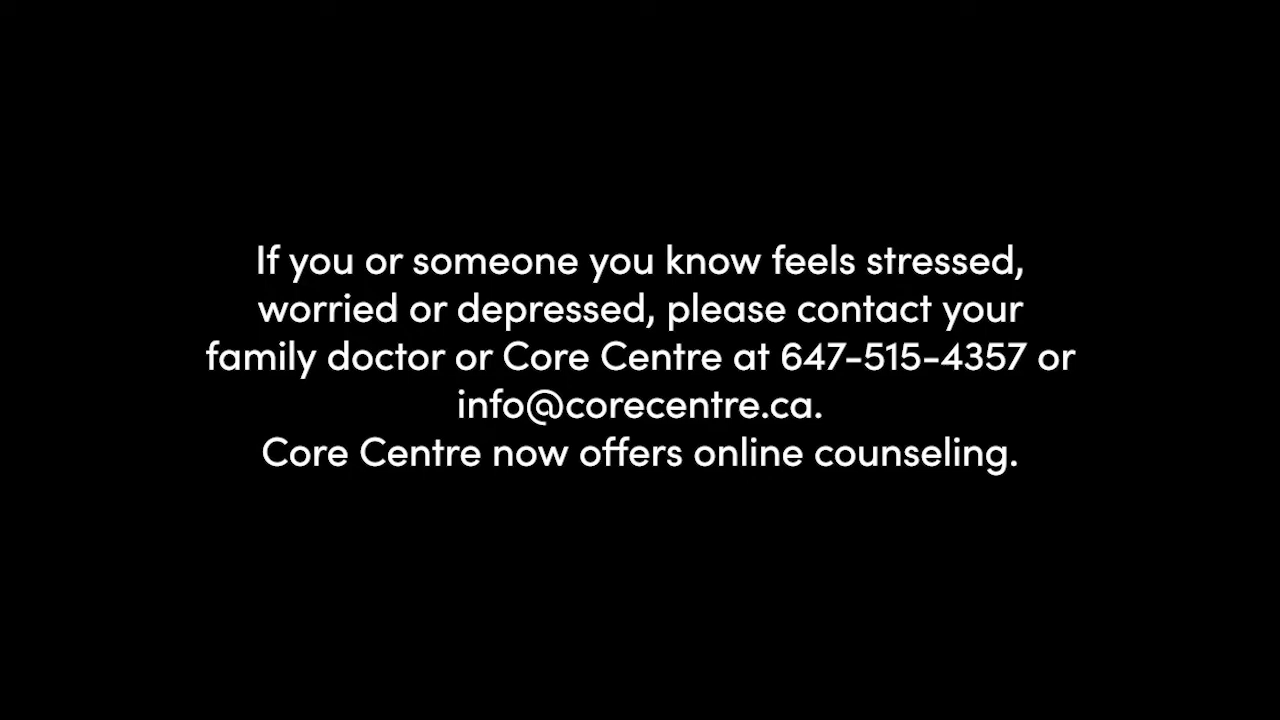 If you or someone you know feels stressed,
worried or depressed, please contact your
family doctor or Core Centre at 647-515-4357 or
info@corecentre.ca.
Core Centre now offers online counseling.